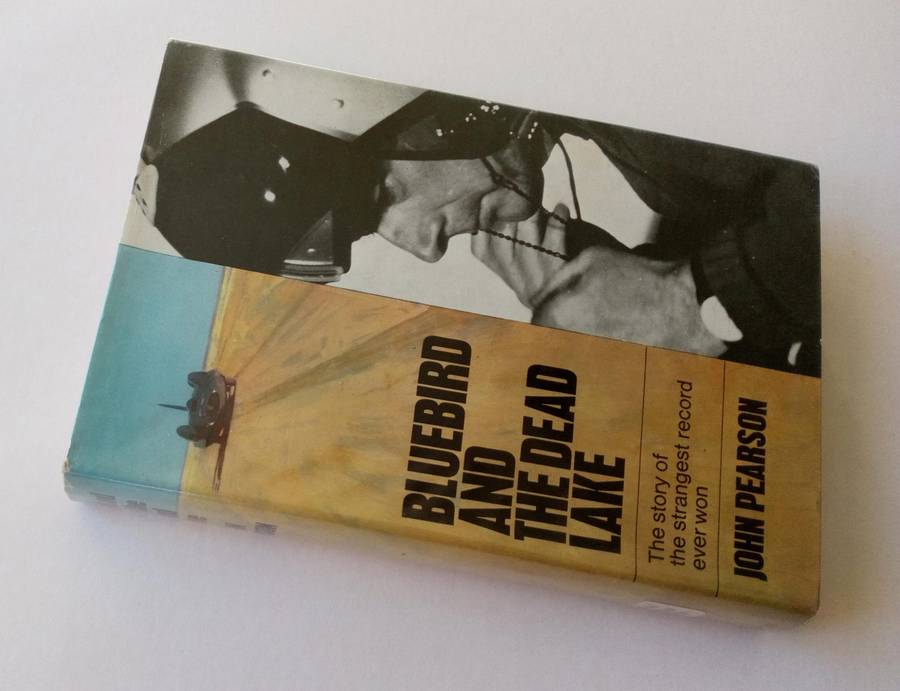 BLUEBIRD
AND
THE DEAD
LAKE
The story of
the strangest record
ever won
JOHN PEARSON